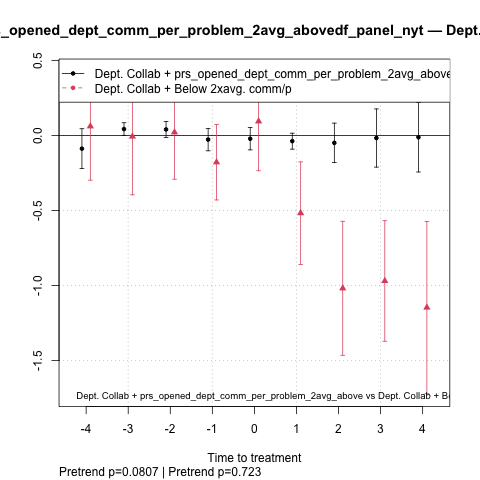 s_opened_dept_comm_per_problem_2avg_abovedf_panel_nyt — Dept.
Dept. Collab + prs_opened_dept_comm_per_problem_2avg_above
Dept. Collab + Below 2xavg. comm/p
0.5
0.0
-0.5
-1.0
-1.5
Dept. Collab + prs_opened_dept_comm_per_problem_2avg_above vs Dept. Collab + Be
-4 -3 -2 -1 0 1 2 3 4
Time to treatment
Pretrend p=0.0807 | Pretrend p=0.723